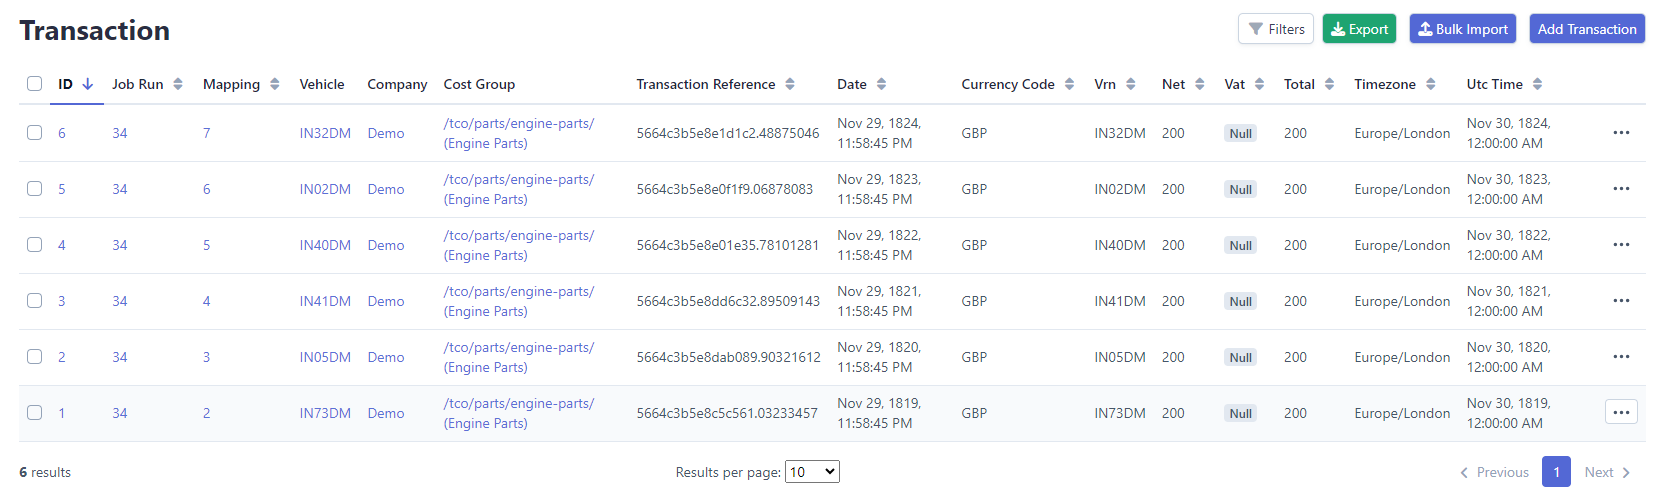 Transaction
Filters
Export
Bulk Import
Add Transaction
ID Job Run Mapping Vehicle Company Cost Group Transaction Reference Date Currency Code Vrn Net Vat Total Timezone Utc Time
6 34 7 IN32DM Demo /tco/parts/engine-parts/ (Engine Parts) 5664c3b5e8e1d1c2.48875046 Nov 29, 1824, 11:58:45 PM GBP IN32DM 200 Null 200 Europe/London Nov 30, 1824, 12:00:00 AM
5 34 6 IN02DM Demo /tco/parts/engine-parts/ (Engine Parts) 5664c3b5e8e0f1f9.06878083 Nov 29, 1823, 11:58:45 PM GBP IN02DM 200 Null 200 Europe/London Nov 30, 1823, 12:00:00 AM
4 34 5 IN40DM Demo /tco/parts/engine-parts/ (Engine Parts) 5664c3b5e8e01e35.78101281 Nov 29, 1822, 11:58:45 PM GBP IN40DM 200 Null 200 Europe/London Nov 30, 1822, 12:00:00 AM
3 34 4 IN41DM Demo /tco/parts/engine-parts/ (Engine Parts) 5664c3b5e8dd6c32.89509143 Nov 29, 1821, 11:58:45 PM GBP IN41DM 200 Null 200 Europe/London Nov 30, 1821, 12:00:00 AM
2 34 3 IN05DM Demo /tco/parts/engine-parts/ (Engine Parts) 5664c3b5e8dab089.90321612 Nov 29, 1820, 11:58:45 PM GBP IN05DM 200 Null 200 Europe/London Nov 30, 1820, 12:00:00 AM
1 34 2 IN73DM Demo /tco/parts/engine-parts/ (Engine Parts) 5664c3b5e8c5c561.03233457 Nov 29, 1819, 11:58:45 PM GBP IN73DM 200 Null 200 Europe/London Nov 30, 1819, 12:00:00 AM
6 results
Results per page: 10
Previous 1 Next